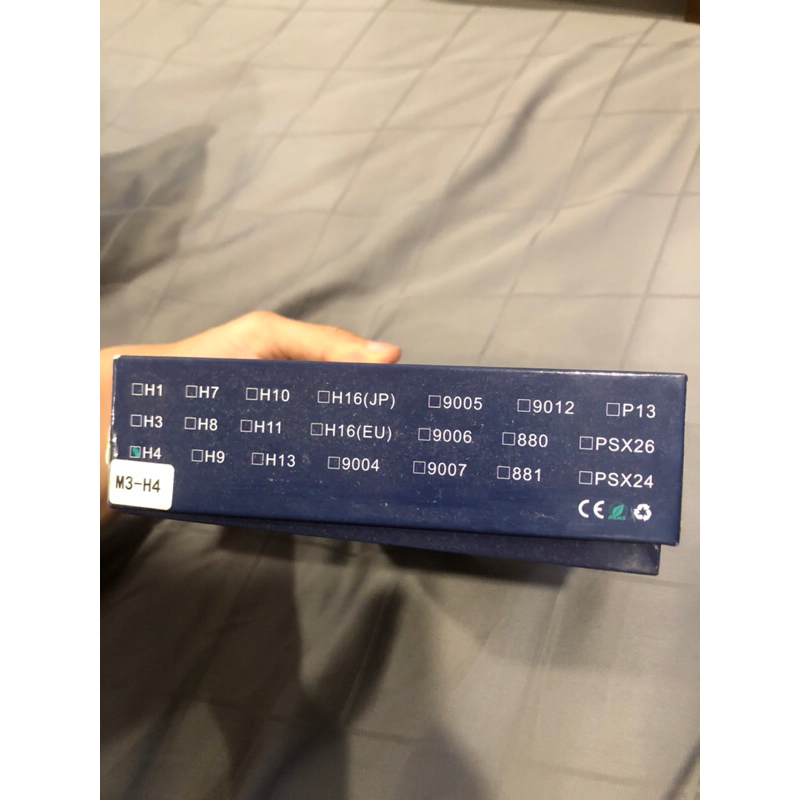 ☐H1 ☐H7 ☐H10 ☐H16(JP) ☐9005 ☐9012 ☐P13
☐H3 ☐H8 ☐H11 ☐H16(EU) ☐9006 ☐880 ☐PSX26
☑H4 ☐H9 ☐H13 ☐9004 ☐9007 ☐881 ☐PSX24
M3-H4
CE